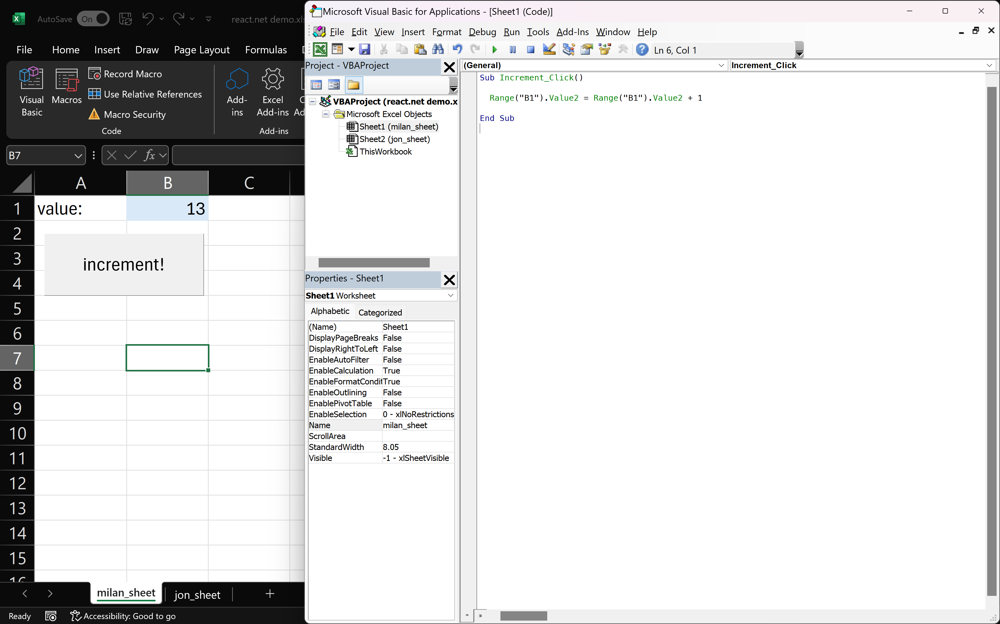 AutoSave On react.net demo.xls
File Home Insert Draw Page Layout Formulas
Visual Basic
Macros
Record Macro
Use Relative References
Macro Security
Code
Add-ins
Excel Add-ins
Add-ins
B7 fx
A B C
1 value: 13
2
increment!
3
4
5
6
7
8
9
10
11
12
13
14
15
16
milan_sheet jon_sheet +
Ready Accessibility: Good to go
Microsoft Visual Basic for Applications - [Sheet1 (Code)]
File Edit View Insert Format Debug Run Tools Add-Ins Window Help
Ln 6, Col 1
Project - VBAProject
VBAProject (react.net demo.x
Microsoft Excel Objects
Sheet1 (milan_sheet)
Sheet2 (jon_sheet)
ThisWorkbook
Properties - Sheet1
Sheet1 Worksheet
Alphabetic Categorized
(Name) Sheet1
DisplayPageBreaks False
DisplayRightToLeft False
EnableAutoFilter False
EnableCalculation True
EnableFormatCondit True
EnableOutlining False
EnablePivotTable False
EnableSelection 0 - xlNoRestrictions
Name milan_sheet
ScrollArea
StandardWidth 8.05
Visible -1 - xlSheetVisible
(General) Increment_Click
Sub Increment_Click()
Range("B1").Value2 = Range("B1").Value2 + 1
End Sub